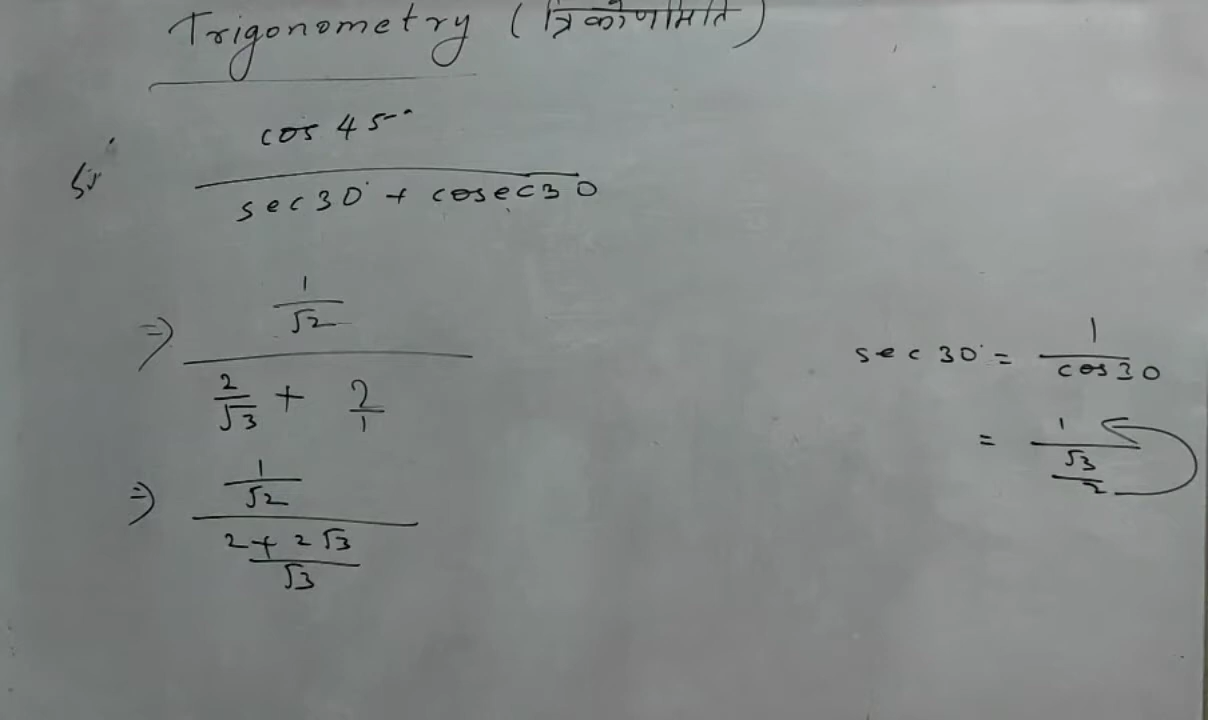 Trigonometry (त्रिकोणमिति)
cos 45°
sec 30° + cosec 30
⇒ 1
√2
2/√3 + 2/1
⇒ 1
√2
2 + 2√3
√3
sec 30° = 1
cos 30
= 1
√3
2